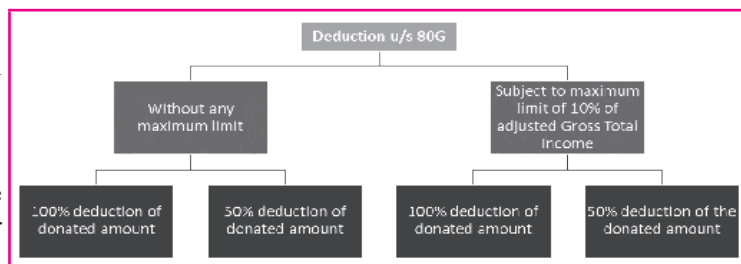 Deduction u/s 80G
Without any
maximum limit
Subject to maximum
limit of 10% of
adjusted Gross Total
Income
100% deduction of
donated amount
50% deduction of
donated amount
100% deduction of
donated amount
50% deduction of the
donated amount